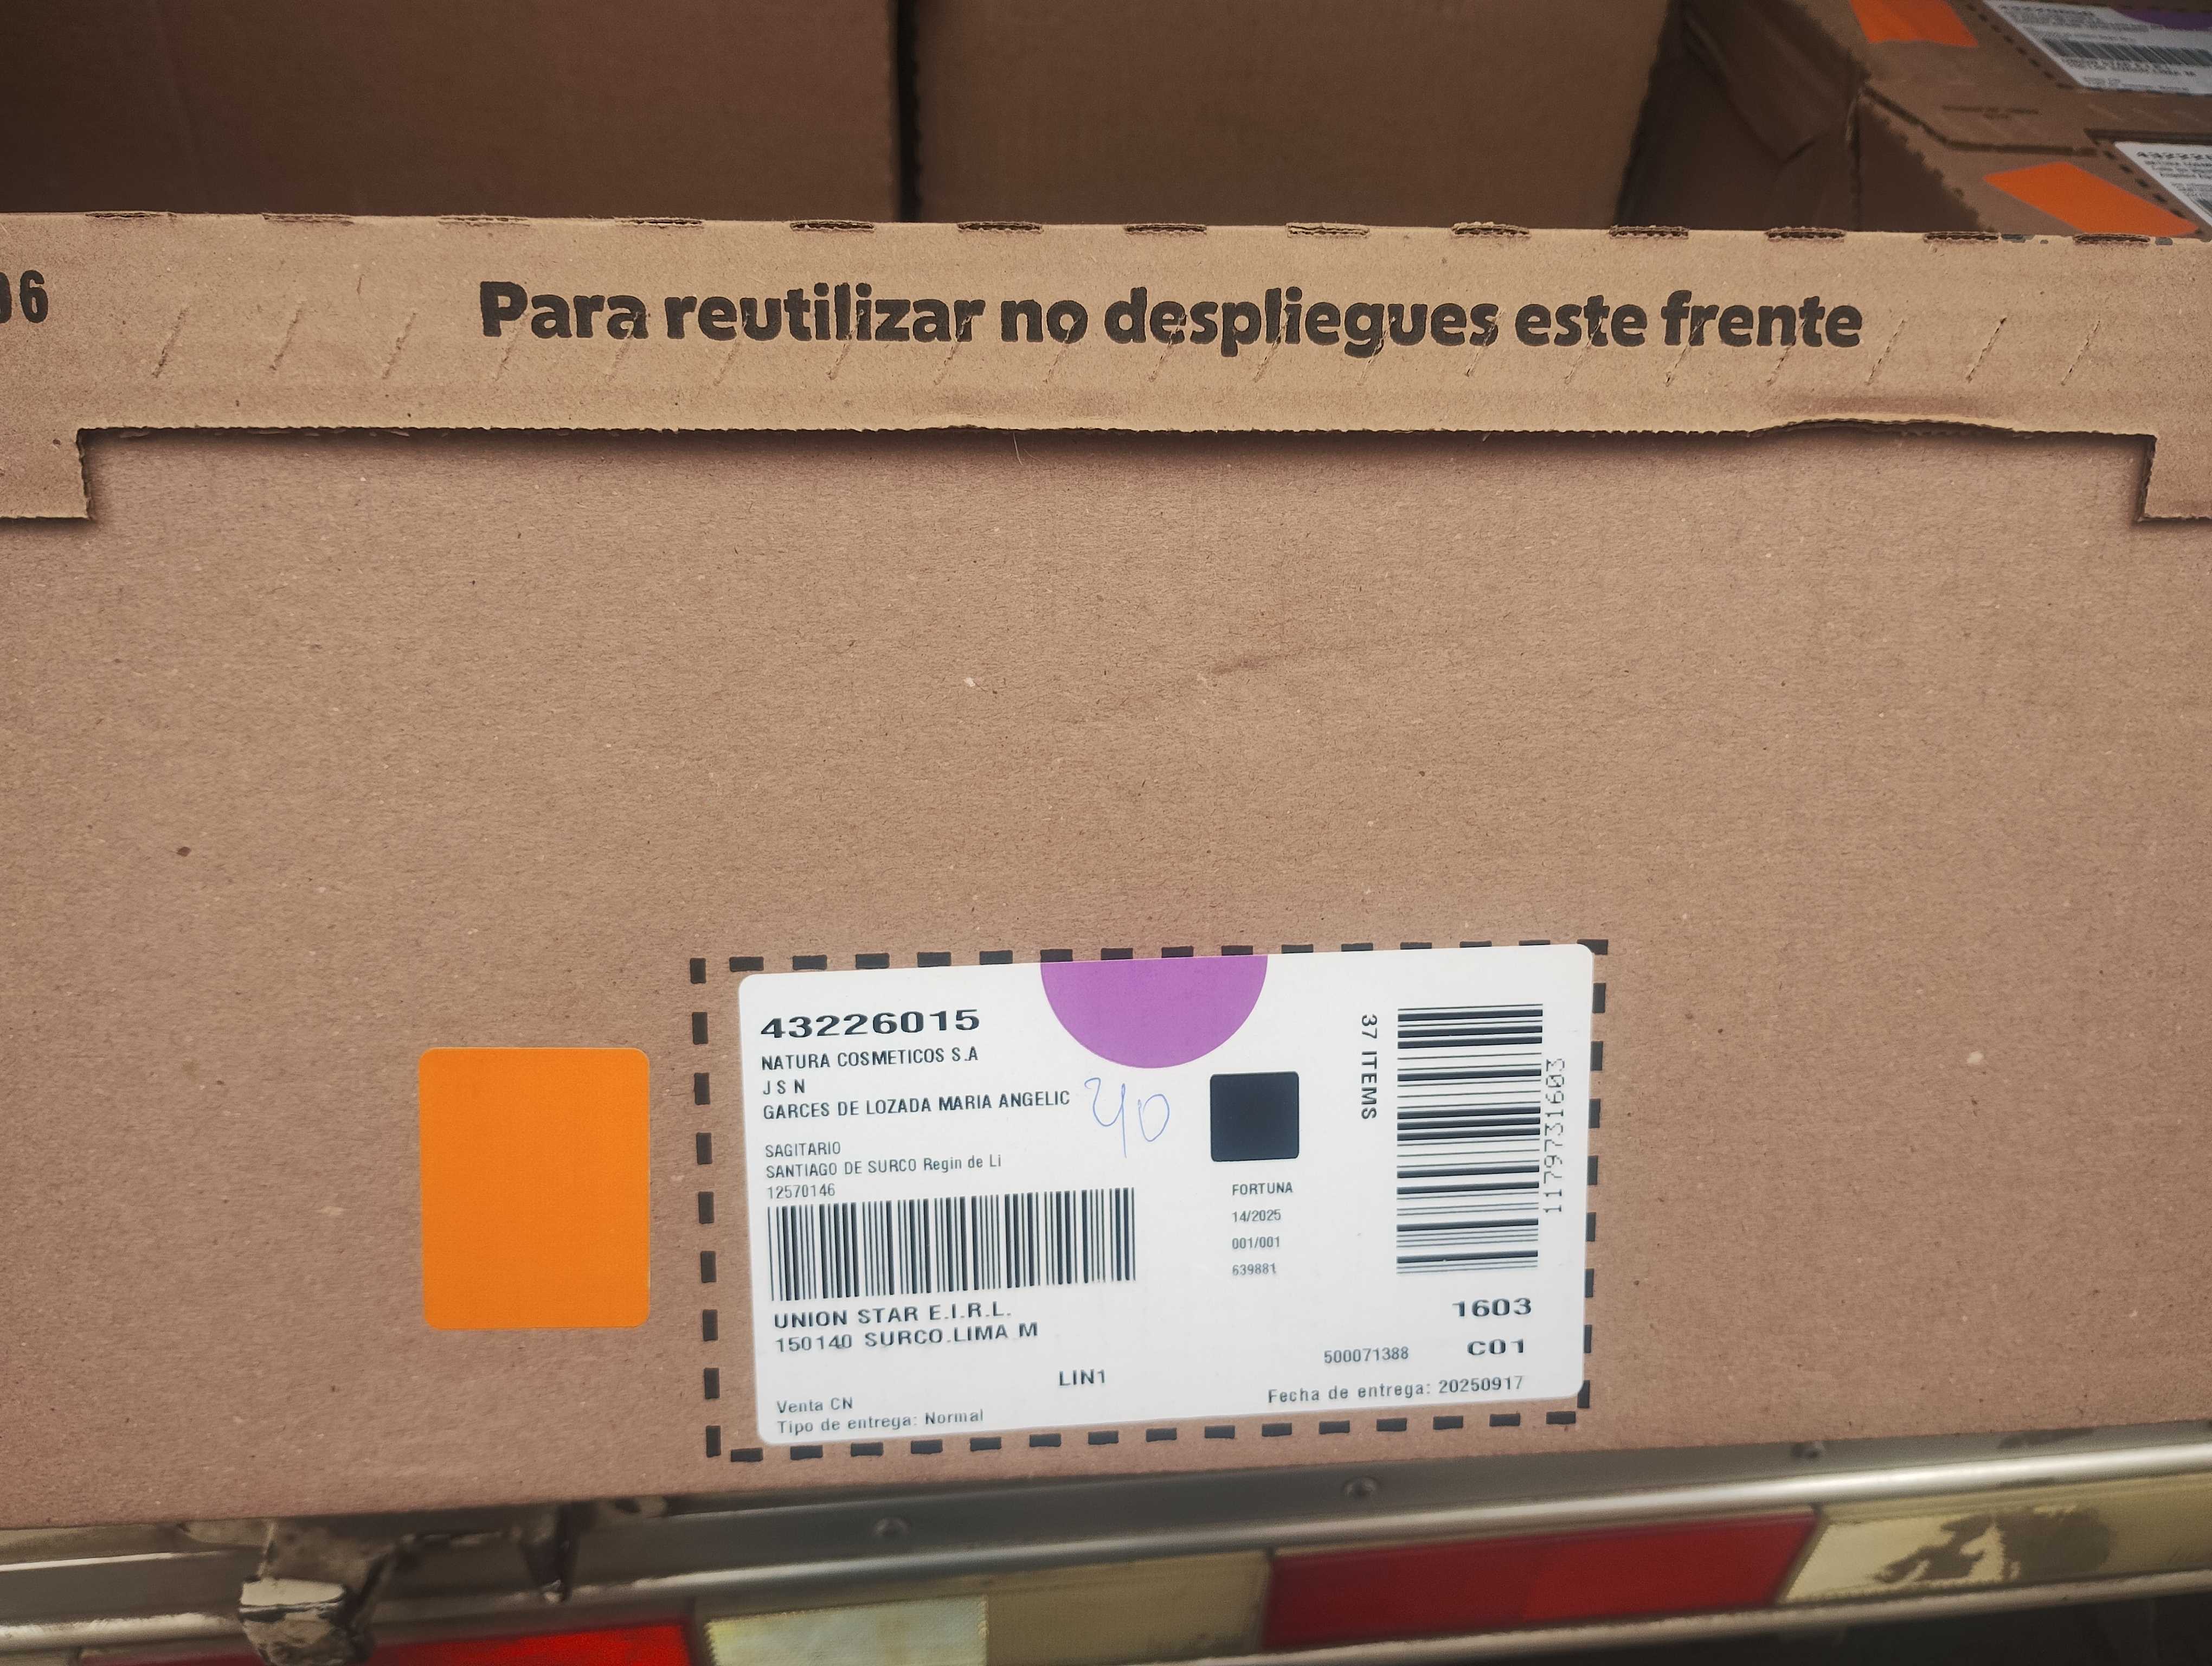 06
Para reutilizar no despliegues este frente
43226015
NATURA COSMETICOS S.A
J S N
GARCES DE LOZADA MARIA ANGELIC
40
SAGITARIO
SANTIAGO DE SURCO Regin de Li
12570146
UNION STAR E.I.R.L.
150140 SURCO.LIMA M
LIN1
Venta CN
Tipo de entrega: Normal
FORTUNA
14/2025
001/001
639881
37 ITEMS
11797731603
1603
500071388
C01
Fecha de entrega: 20250917